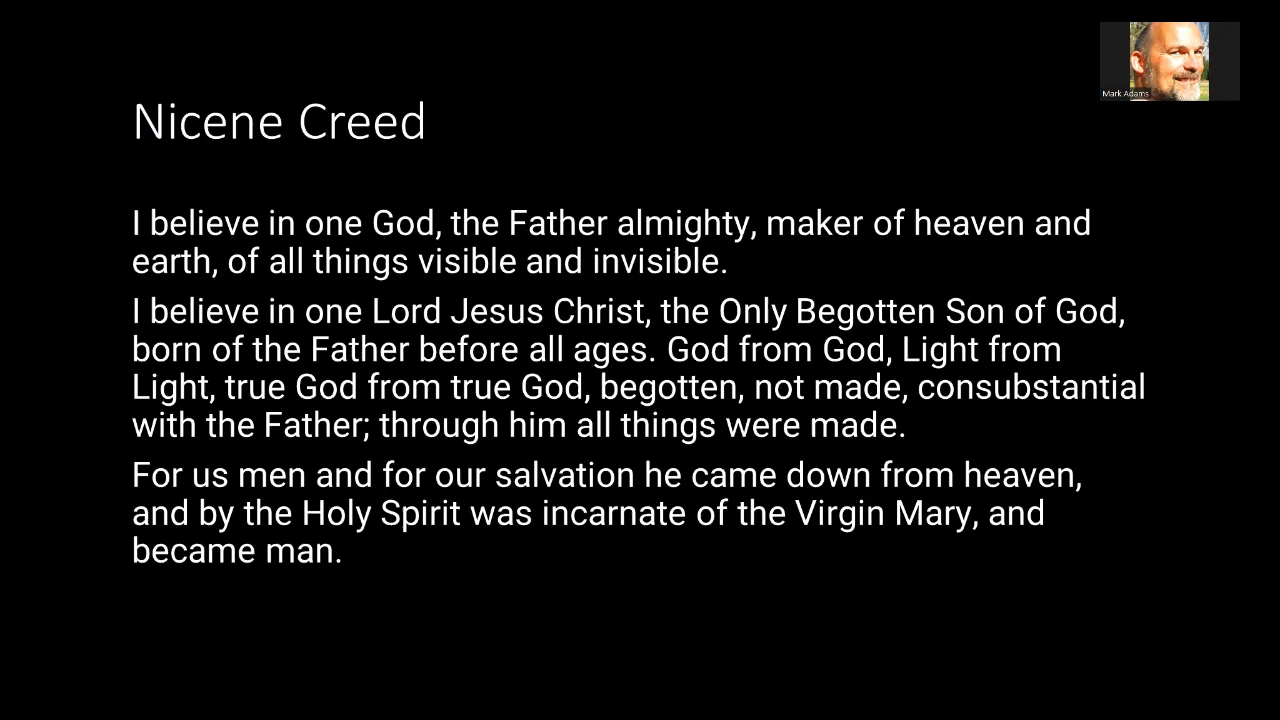 Mark Adams
Nicene Creed
I believe in one God, the Father almighty, maker of heaven and
earth, of all things visible and invisible.
I believe in one Lord Jesus Christ, the Only Begotten Son of God,
born of the Father before all ages. God from God, Light from
Light, true God from true God, begotten, not made, consubstantial
with the Father; through him all things were made.
For us men and for our salvation he came down from heaven,
and by the Holy Spirit was incarnate of the Virgin Mary, and
became man.